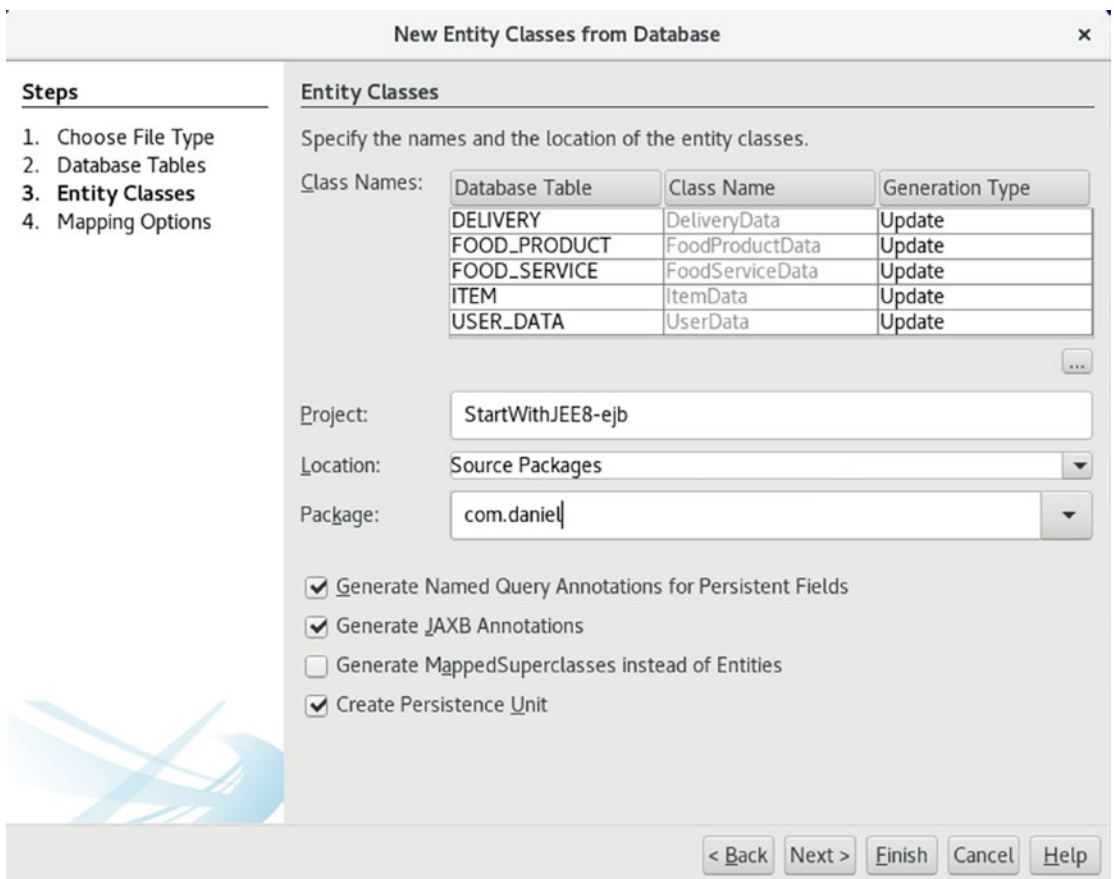 New Entity Classes from Database
×
Steps
1. Choose File Type
2. Database Tables
3. Entity Classes
4. Mapping Options
Entity Classes
Specify the names and the location of the entity classes.
Class Names:
Database Table Class Name Generation Type
DELIVERY DeliveryData Update
FOOD_PRODUCT FoodProductData Update
FOOD_SERVICE FoodServiceData Update
ITEM ItemData Update
USER_DATA UserData Update
...
Project: StartWithJEE8-ejb
Location: Source Packages
Package: com.daniel
Generate Named Query Annotations for Persistent Fields
Generate JAXB Annotations
Generate MappedSuperclasses instead of Entities
Create Persistence Unit
< Back Next > Finish Cancel Help